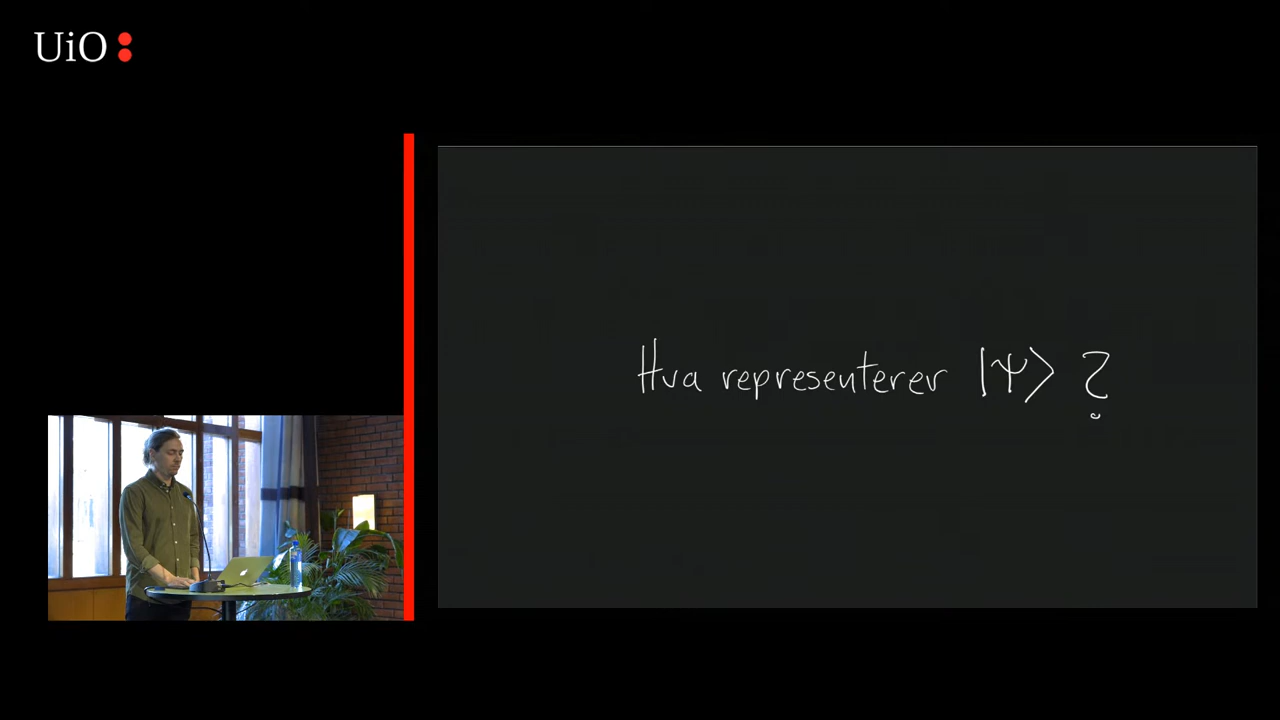 UiO:
Hva representerer |Ψ⟩ ?